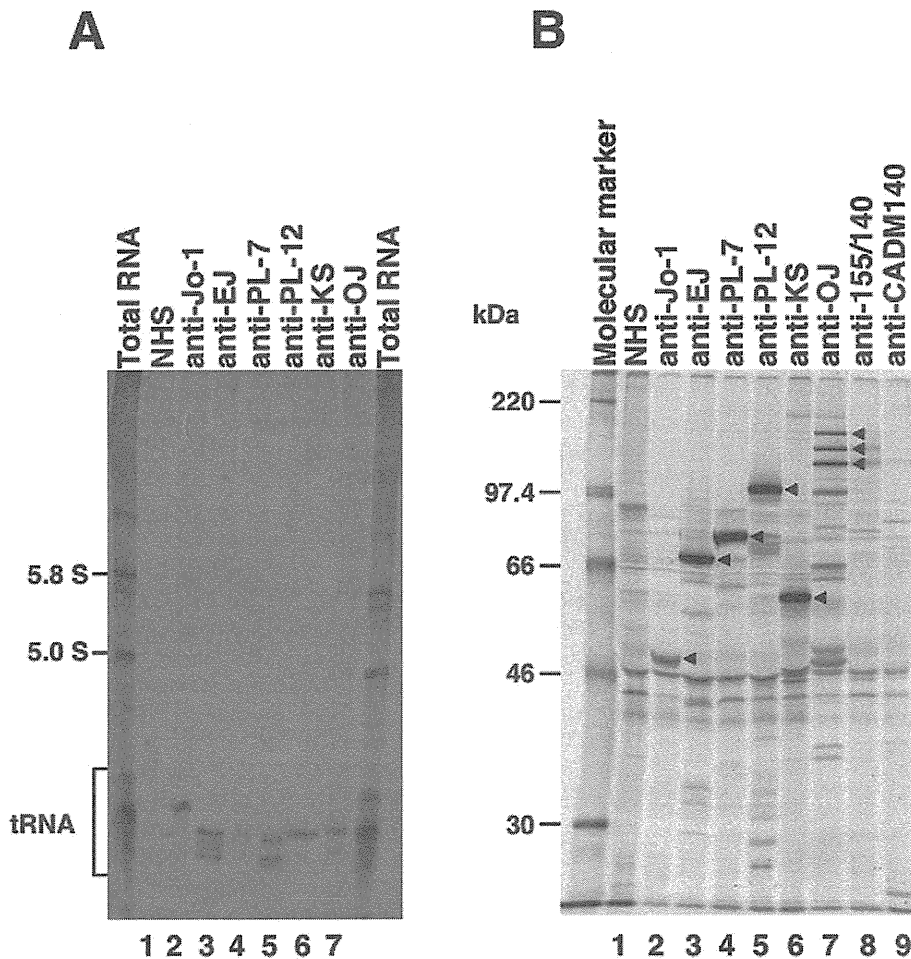 A
Total RNA
NHS
anti-Jo-1
anti-EJ
anti-PL-7
anti-PL-12
anti-KS
anti-OJ
Total RNA
5.8 S
5.0 S
tRNA
1 2 3 4 5 6 7
B
kDa
Molecular marker
NHS
anti-Jo-1
anti-EJ
anti-PL-7
anti-PL-12
anti-KS
anti-OJ
anti-155/140
anti-CADM140
220
97.4
66
46
30
1 2 3 4 5 6 7 8 9